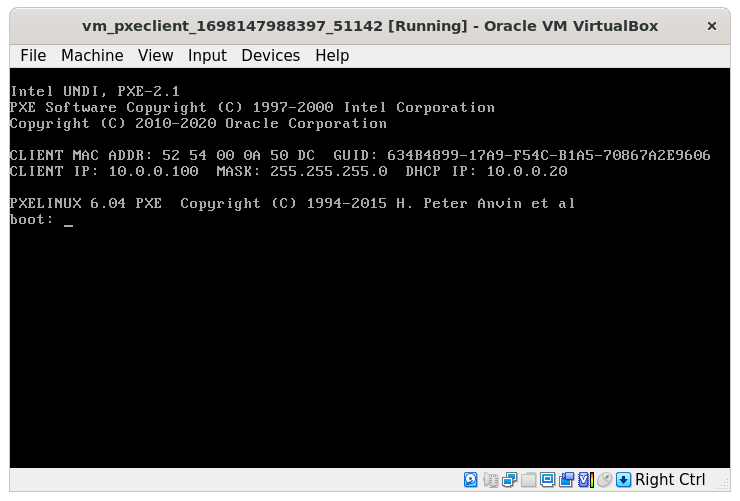 vm_pxeclient_1698147988397_51142 [Running] - Oracle VM VirtualBox ×
File Machine View Input Devices Help
Intel UNDI, PXE-2.1
PXE Software Copyright (C) 1997-2000 Intel Corporation
Copyright (C) 2010-2020 Oracle Corporation
CLIENT MAC ADDR: 52 54 00 0A 50 DC  GUID: 634B4899-17A9-F54C-B1A5-70867A2E9606
CLIENT IP: 10.0.0.100  MASK: 255.255.255.0  DHCP IP: 10.0.0.20
PXELINUX 6.04 PXE  Copyright (C) 1994-2015 H. Peter Anvin et al
boot: _
Right Ctrl